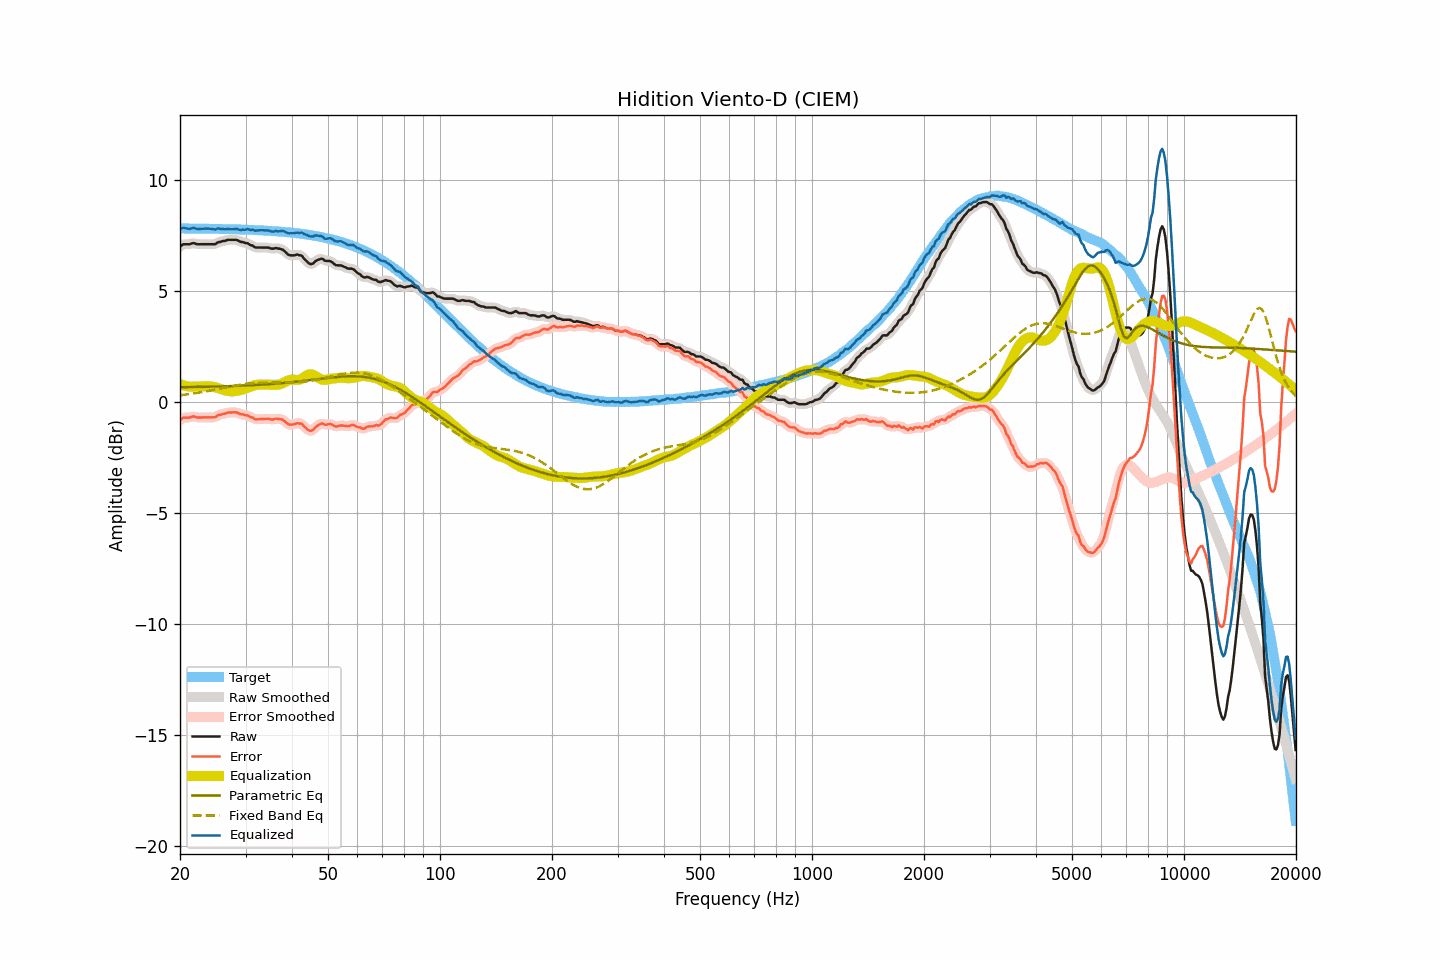 Hidition Viento-D (CIEM)
Amplitude (dBr)
10
5
0
−5
−10
−15
−20
Target
Raw Smoothed
Error Smoothed
Raw
Error
Equalization
Parametric Eq
Fixed Band Eq
Equalized
20 50 100 200 500 1000 2000 5000 10000 20000
Frequency (Hz)